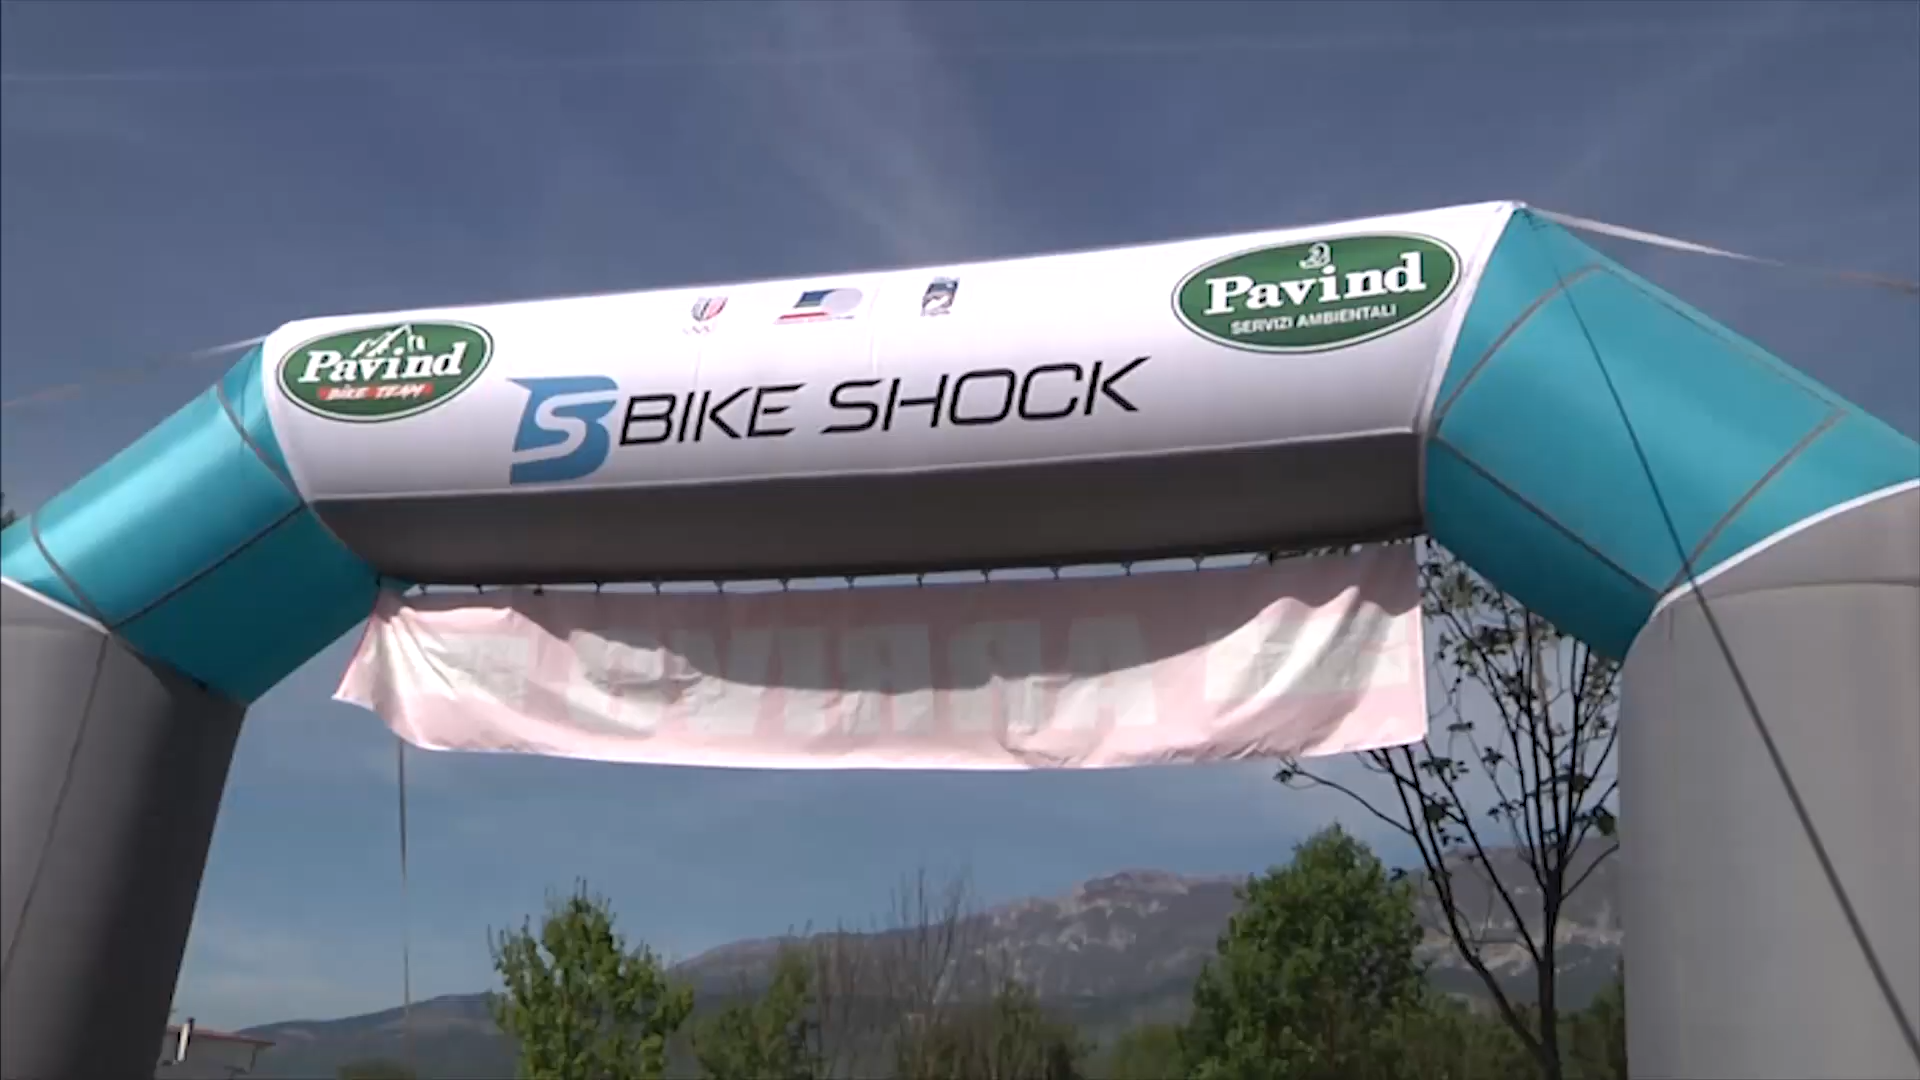 Pavind
BIKE TEAM
Pavind
SERVIZI AMBIENTALI
BIKE SHOCK